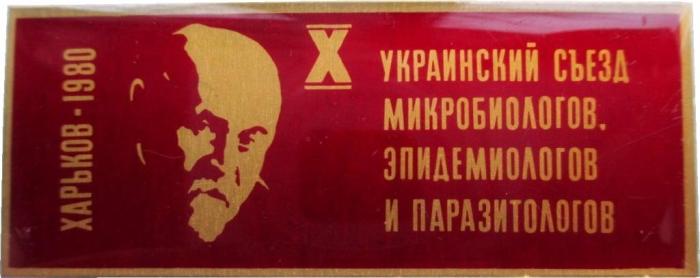 ХАРЬКОВ · 1980
X
УКРАИНСКИЙ СЪЕЗД
МИКРОБИОЛОГОВ,
ЭПИДЕМИОЛОГОВ
И ПАРАЗИТОЛОГОВ